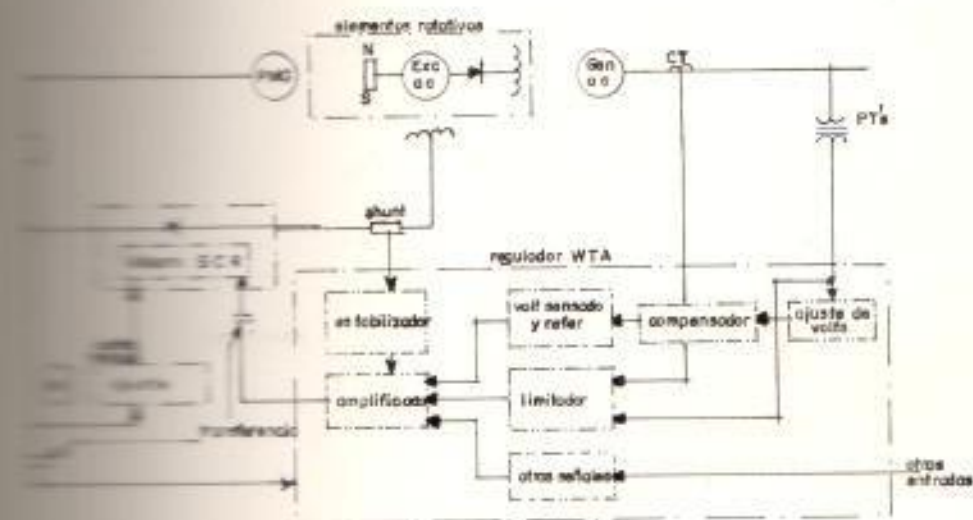 elementos rotativos
N
S
PMG
Exc
a c
Gen
a c
CT
PT's
shunt
regulador WTA
S C R
estabilizador
volt sensado
y refer
compensador
ajuste de
volts
amplificador
limitador
transferencia
otras señales
otras
entradas